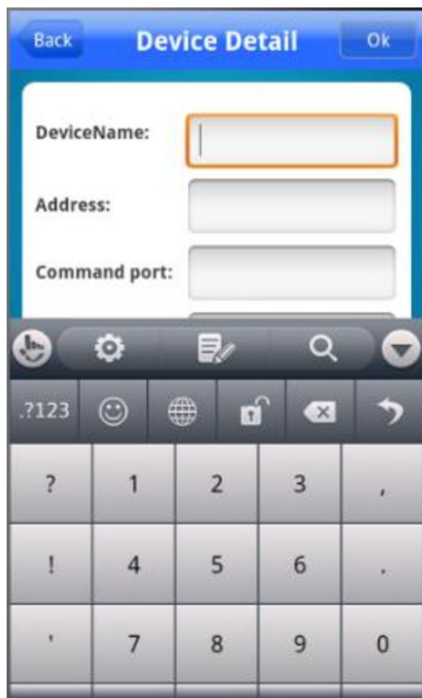 Back Device Detail Ok
DeviceName:
Address:
Command port:
.?123
? 1 2 3 ,
! 4 5 6 .
' 7 8 9 0